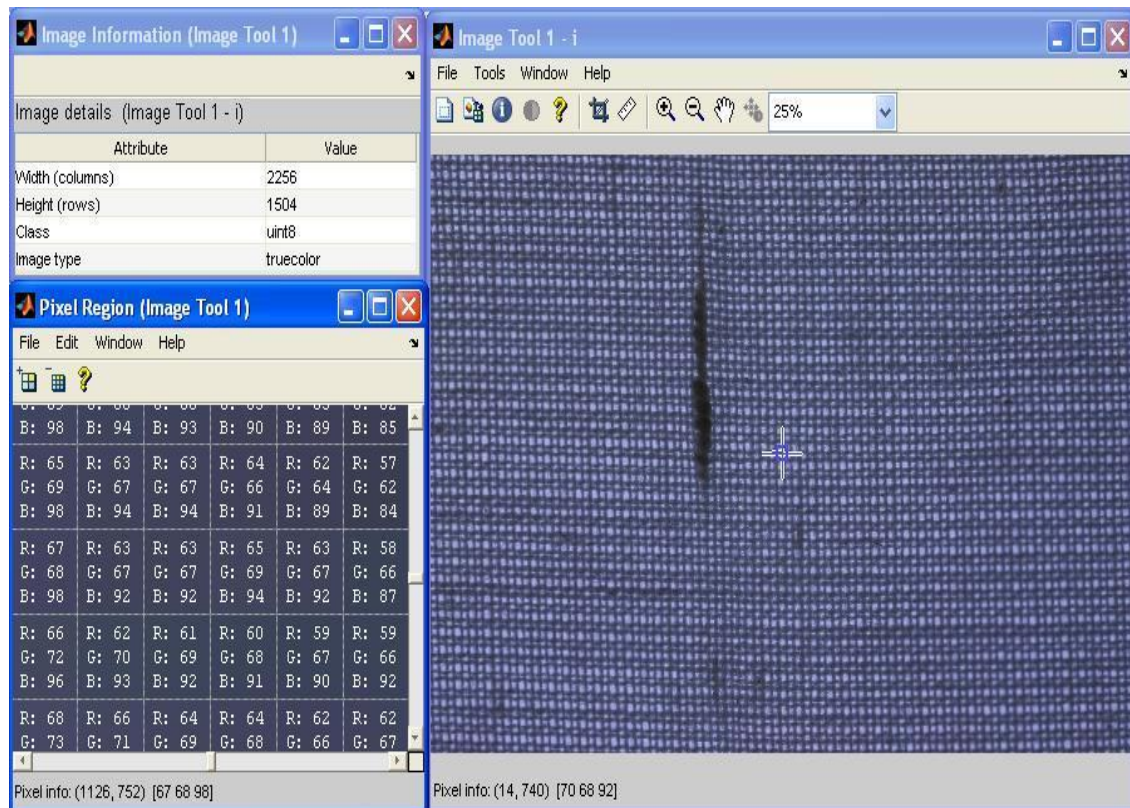 Image Information (Image Tool 1)
Image details (Image Tool 1 - i)
Attribute Value
Width (columns) 2256
Height (rows) 1504
Class uint8
Image type truecolor
Pixel Region (Image Tool 1)
File Edit Window Help
B: 98 B: 94 B: 93 B: 90 B: 89 B: 85
R: 65 R: 63 R: 63 R: 64 R: 62 R: 57
G: 69 G: 67 G: 67 G: 66 G: 64 G: 62
B: 98 B: 94 B: 94 B: 91 B: 89 B: 84
R: 67 R: 63 R: 63 R: 65 R: 63 R: 58
G: 68 G: 67 G: 67 G: 69 G: 67 G: 66
B: 98 B: 92 B: 92 B: 94 B: 92 B: 87
R: 66 R: 62 R: 61 R: 60 R: 59 R: 59
G: 72 G: 70 G: 69 G: 68 G: 67 G: 66
B: 96 B: 93 B: 92 B: 91 B: 90 B: 92
R: 68 R: 66 R: 64 R: 64 R: 62 R: 62
G: 73 G: 71 G: 69 G: 68 G: 66 G: 67
Pixel info: (1126, 752) [67 68 98]
Image Tool 1 - i
File Tools Window Help
25%
Pixel info: (14, 740) [70 68 92]